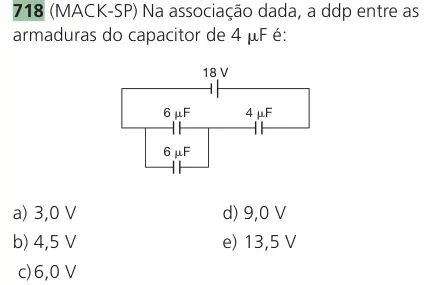 718 (MACK-SP) Na associação dada, a ddp entre as
armaduras do capacitor de 4 μF é:
18 V
6 μF 4 μF
6 μF
a) 3,0 V d) 9,0 V
b) 4,5 V e) 13,5 V
c) 6,0 V